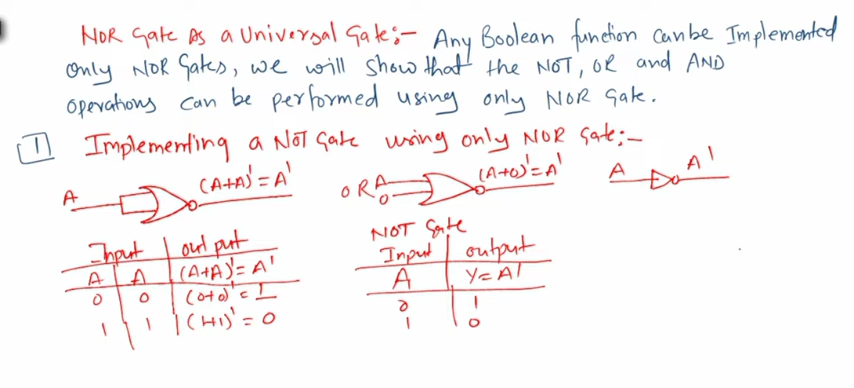 NOR Gate As a Universal Gate:- Any Boolean function can be Implemented
only NOR Gates, we will show that the NOT, OR and AND
operations can be performed using only NOR Gate.
1 Implementing a NOT Gate using only NOR Gate:-
A (A+A)' = A' OR A 0 (A+0)' = A' A A'
NOT Gate
Input | output Input | output
A | A | (A+A)' = A' A | Y = A'
0 | 0 | (0+0)' = 1 0 | 1
1 | 1 | (1+1)' = 0 1 | 0